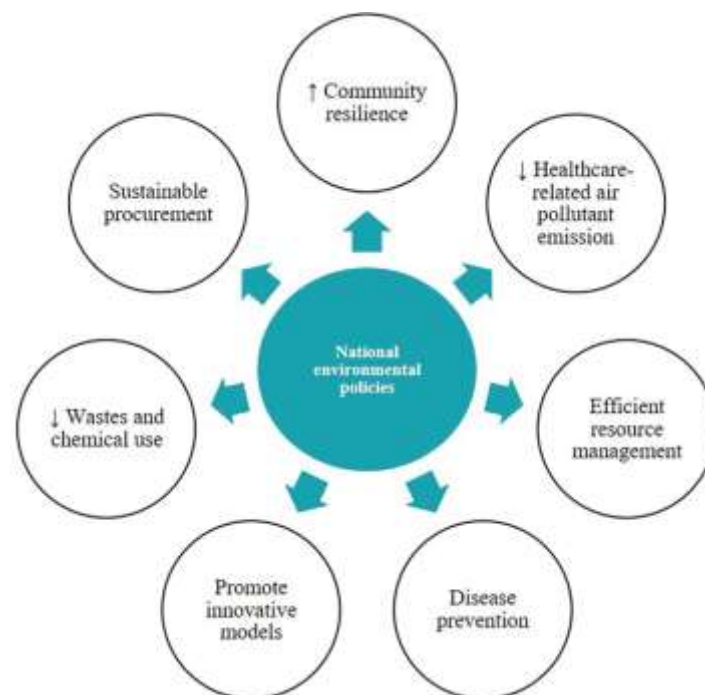 ↑ Community
resilience
↓ Healthcare-
related air
pollutant
emission
Efficient
resource
management
Disease
prevention
Promote
innovative
models
↓ Wastes and
chemical use
Sustainable
procurement
National
environmental
policies